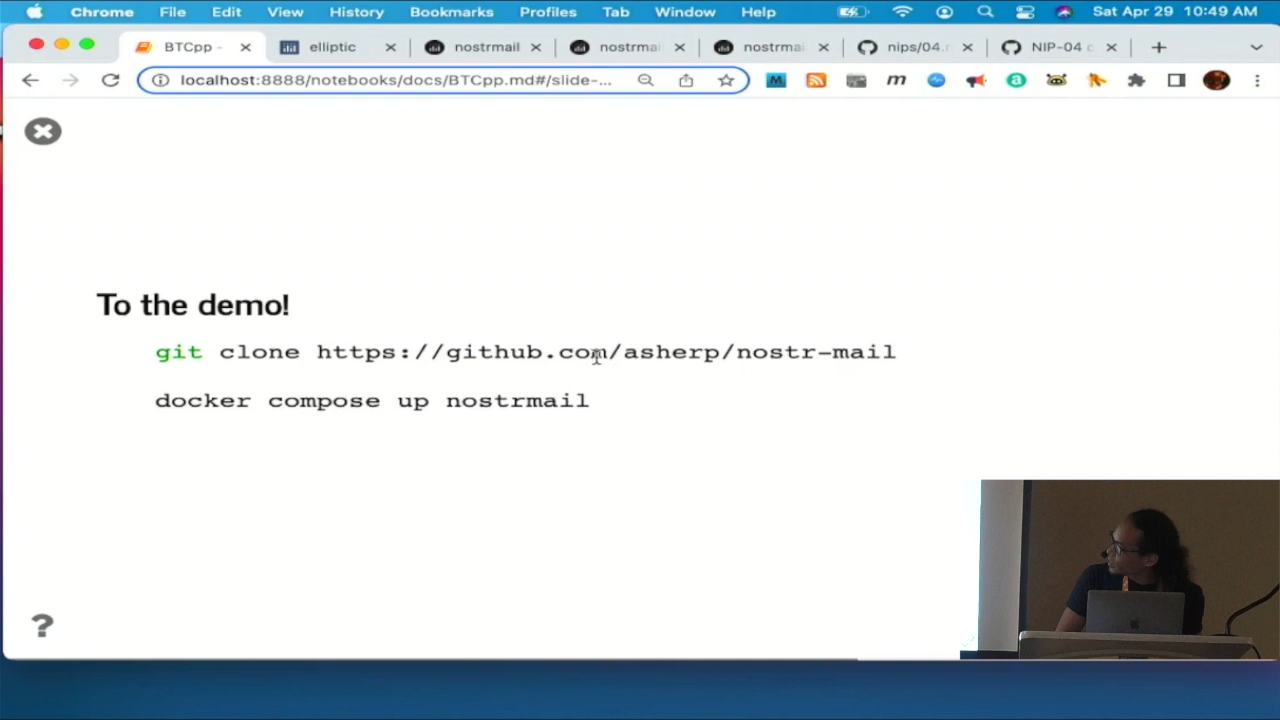 Chrome File Edit View History Bookmarks Profiles Tab Window Help Sat Apr 29 10:49 AM
BTCpp - elliptic nostrmail nostrmai nostrmai nips/04.r NIP-04 c
localhost:8888/notebooks/docs/BTCpp.md#/slide-...
To the demo!
git clone https://github.com/asherp/nostr-mail
docker compose up nostrmail